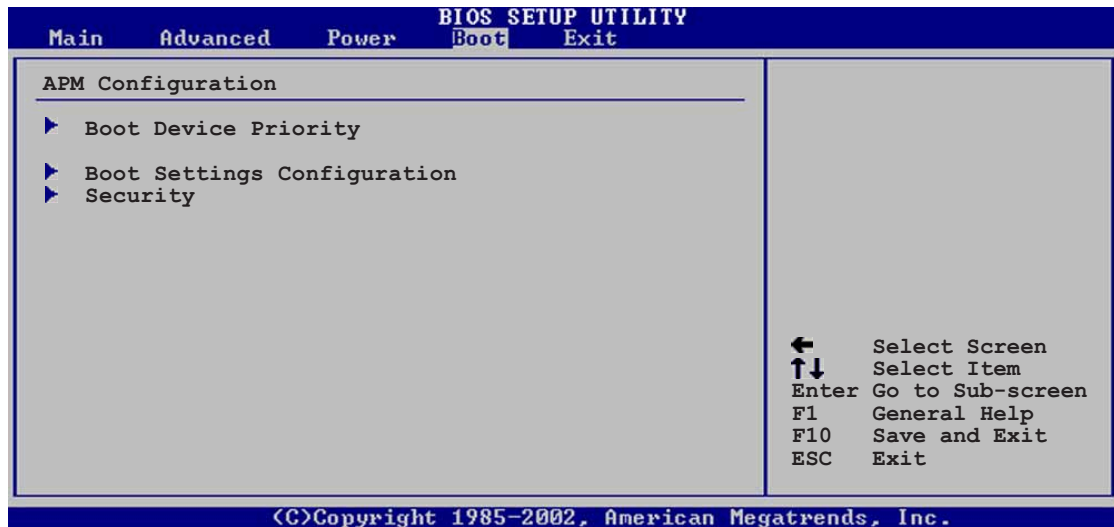 BIOS SETUP UTILITY
Main Advanced Power Boot Exit
APM Configuration
Boot Device Priority
Boot Settings Configuration
Security
← Select Screen
↑↓ Select Item
Enter Go to Sub-screen
F1 General Help
F10 Save and Exit
ESC Exit
(C)Copyright 1985-2002, American Megatrends, Inc.